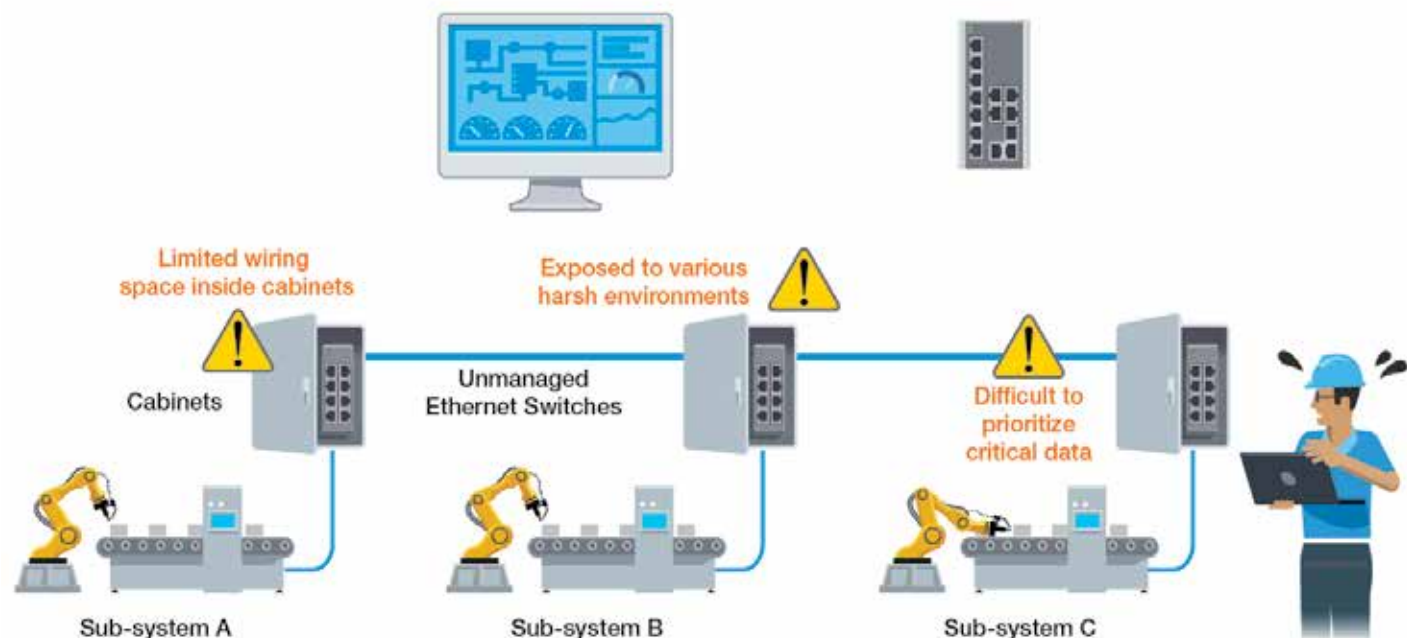 Limited wiring
space inside cabinets
Exposed to various
harsh environments
Cabinets
Unmanaged
Ethernet Switches
Difficult to
prioritize
critical data
Sub-system A
Sub-system B
Sub-system C